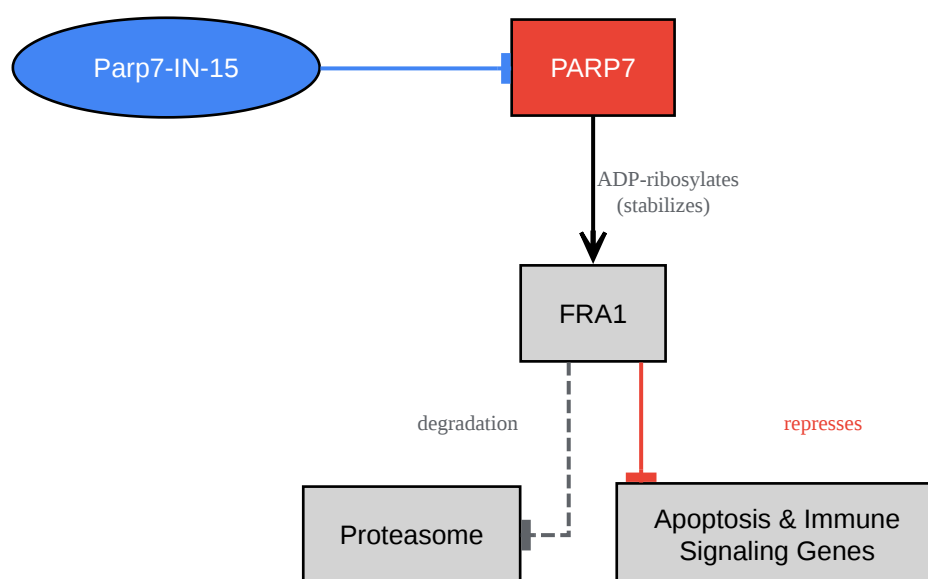 Parp7-IN-15
PARP7
ADP-ribosylates
(stabilizes)
FRA1
degradation
represses
Proteasome
Apoptosis & Immune
Signaling Genes